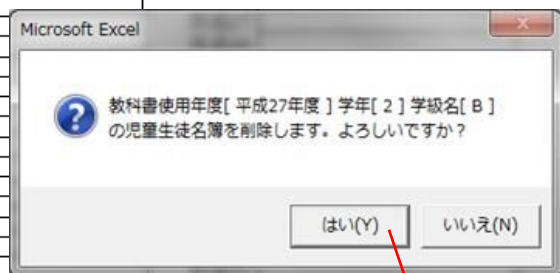 Microsoft Excel
教科書使用年度[ 平成27年度 ] 学年[ 2 ] 学級名[ B ]
の児童生徒名簿を削除します。よろしいですか？
はい(Y)
いいえ(N)